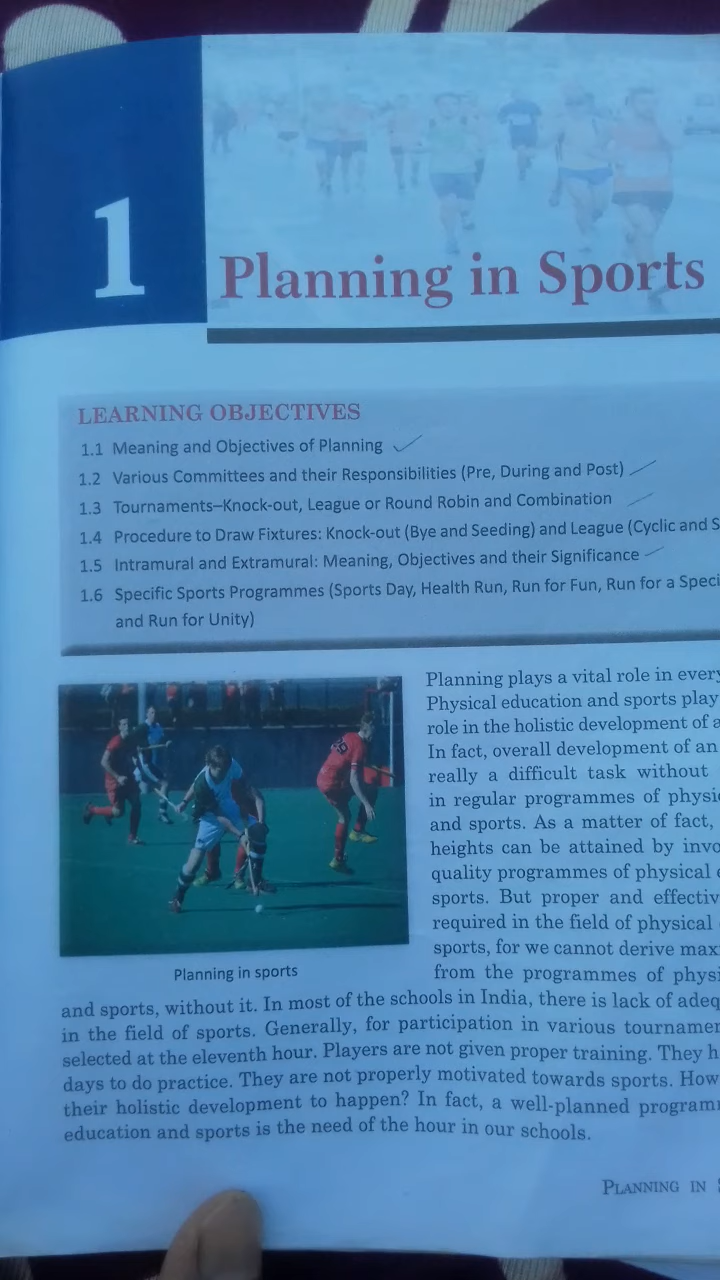 1
Planning in Sports
LEARNING OBJECTIVES
1.1 Meaning and Objectives of Planning
1.2 Various Committees and their Responsibilities (Pre, During and Post)
1.3 Tournaments–Knock-out, League or Round Robin and Combination
1.4 Procedure to Draw Fixtures: Knock-out (Bye and Seeding) and League (Cyclic and
1.5 Intramural and Extramural: Meaning, Objectives and their Significance
1.6 Specific Sports Programmes (Sports Day, Health Run, Run for Fun, Run for a
and Run for Unity)
Planning plays a vital role in
Physical education and sports play
role in the holistic development of
In fact, overall development of an
really a difficult task without
in regular programmes of
and sports. As a matter of fact,
heights can be attained by
quality programmes of physical
sports. But proper and
required in the field of physical
sports, for we cannot derive
from the programmes of
Planning in sports
and sports, without it. In most of the schools in India, there is lack of
in the field of sports. Generally, for participation in various
selected at the eleventh hour. Players are not given proper training. They
days to do practice. They are not properly motivated towards sports.
their holistic development to happen? In fact, a well-planned
education and sports is the need of the hour in our schools.
PLANNING IN